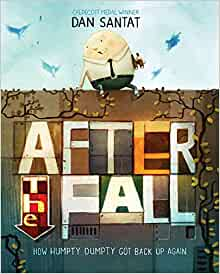 CALDECOTT MEDAL WINNER
DAN SANTAT
AFTER
The
FALL
HOW HUMPTY DUMPTY GOT BACK UP AGAIN